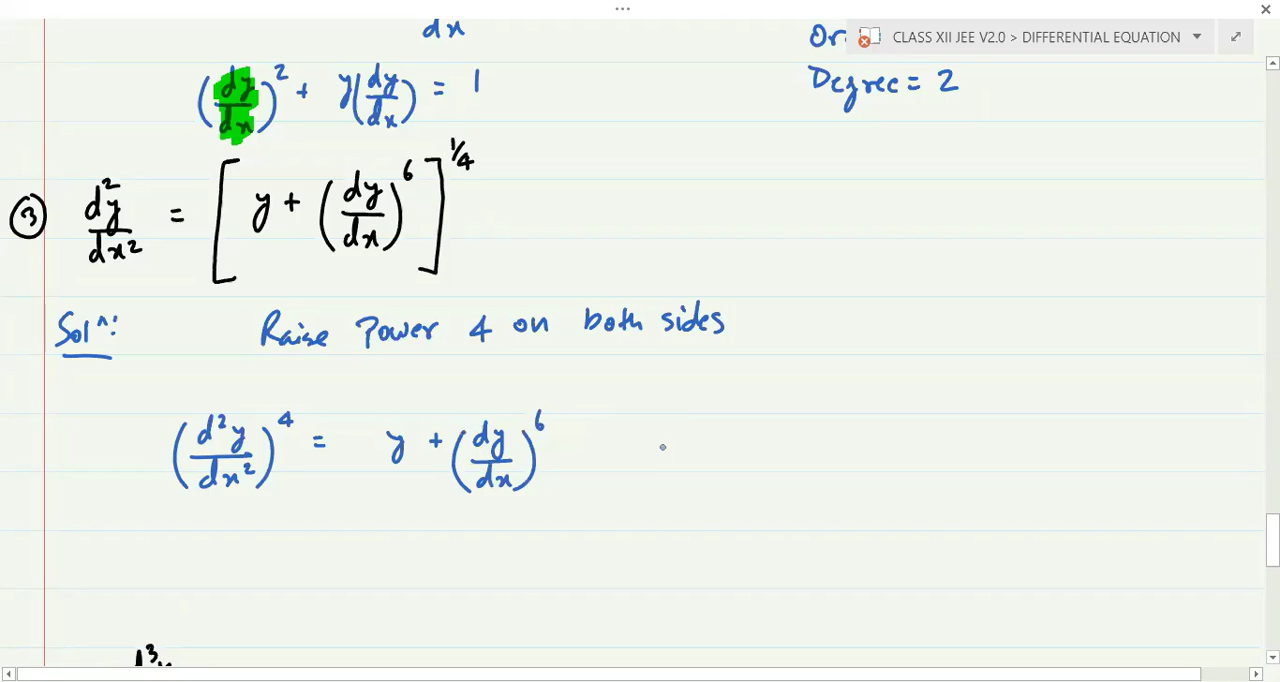 dx
Or
CLASS XII JEE V2.0 > DIFFERENTIAL EQUATION
(dy/dx)² + y(dy/dx) = 1
Degree = 2
③ d²y/dx² = [y + (dy/dx)⁶]^1/4
Solⁿ: Raise Power 4 on both sides
(d²y/dx²)⁴ = y + (dy/dx)⁶